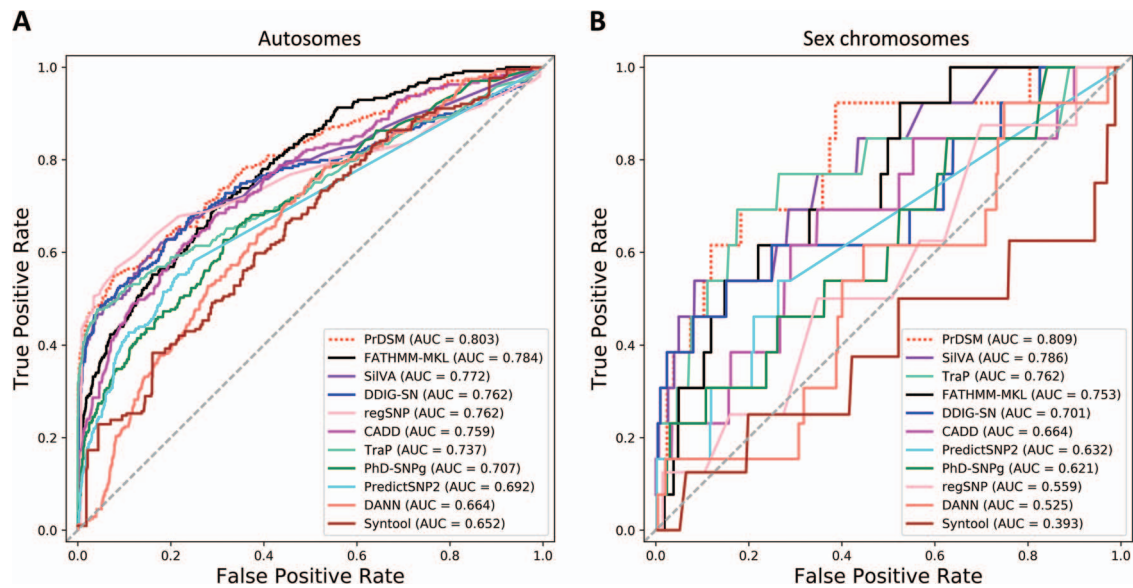 A
Autosomes
True Positive Rate
1.0
0.8
0.6
0.4
0.2
0.0
PrDSM (AUC = 0.803)
FATHMM-MKL (AUC = 0.784)
SilVA (AUC = 0.772)
DDIG-SN (AUC = 0.762)
regSNP (AUC = 0.762)
CADD (AUC = 0.759)
TraP (AUC = 0.737)
PhD-SNPg (AUC = 0.707)
PredictSNP2 (AUC = 0.692)
DANN (AUC = 0.664)
Syntool (AUC = 0.652)
0.0 0.2 0.4 0.6 0.8 1.0
False Positive Rate
B
Sex chromosomes
True Positive Rate
1.0
0.8
0.6
0.4
0.2
0.0
PrDSM (AUC = 0.809)
SilVA (AUC = 0.786)
TraP (AUC = 0.762)
FATHMM-MKL (AUC = 0.753)
DDIG-SN (AUC = 0.701)
CADD (AUC = 0.664)
PredictSNP2 (AUC = 0.632)
PhD-SNPg (AUC = 0.621)
regSNP (AUC = 0.559)
DANN (AUC = 0.525)
Syntool (AUC = 0.393)
0.0 0.2 0.4 0.6 0.8 1.0
False Positive Rate